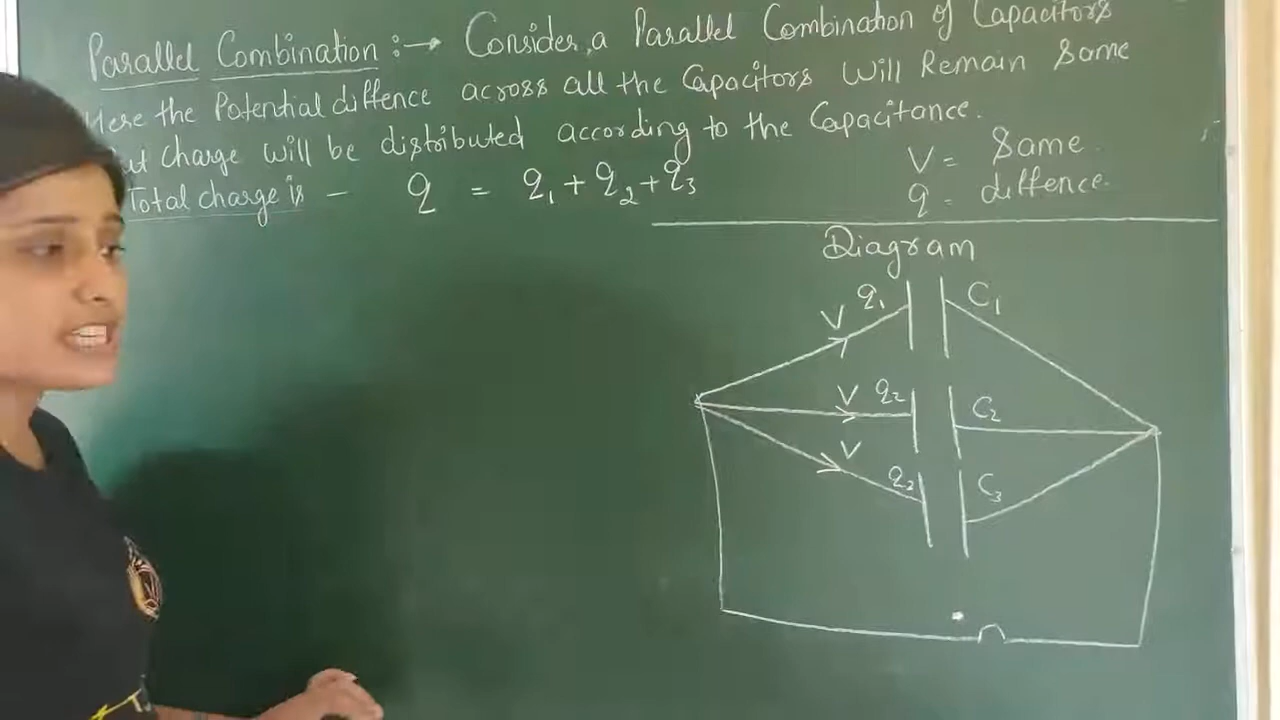 Parallel Combination :→ Consider, a Parallel Combination of Capacitors
Here the Potential diffence across all the Capacitors Will Remain Same
ut charge will be distributed according to the Capacitance.
Total charge is – q = q₁ + q₂ + q₃
V = Same
q = diffence.
Diagram
V q₁ C₁
V q₂ C₂
V
q₃ C₃